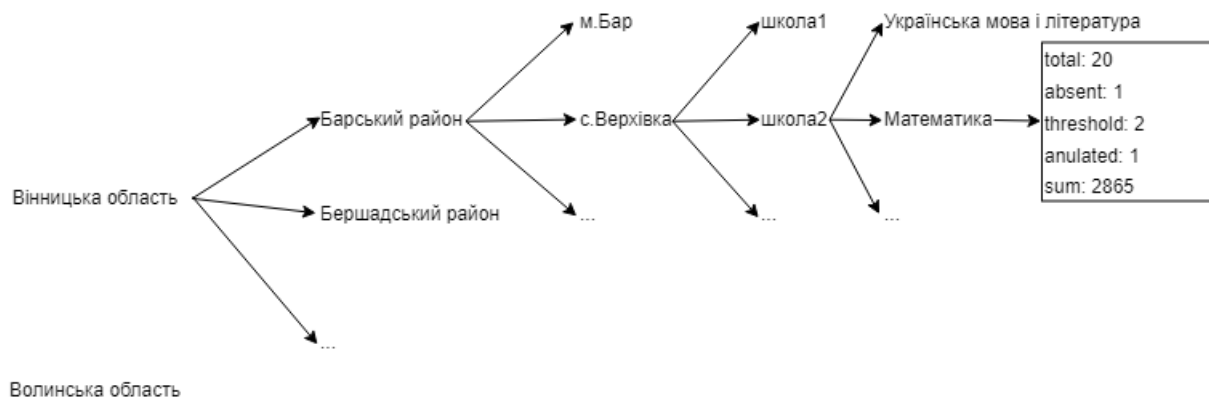 м.Бар
школа1
Українська мова і література
total: 20
absent: 1
Барський район
с.Верхівка
школа2
Математика
threshold: 2
anulated: 1
sum: 2865
Вінницька область
Бершадський район
...
...
...
...
Волинська область